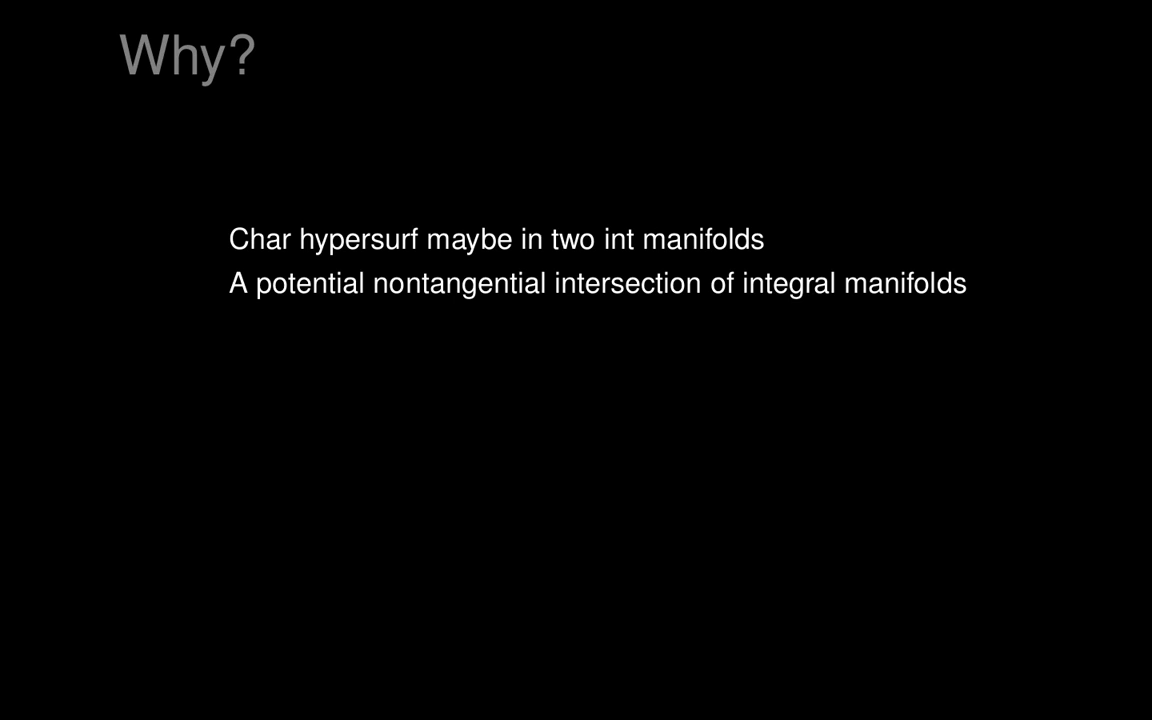 Why?
Char hypersurf maybe in two int manifolds
A potential nontangential intersection of integral manifolds